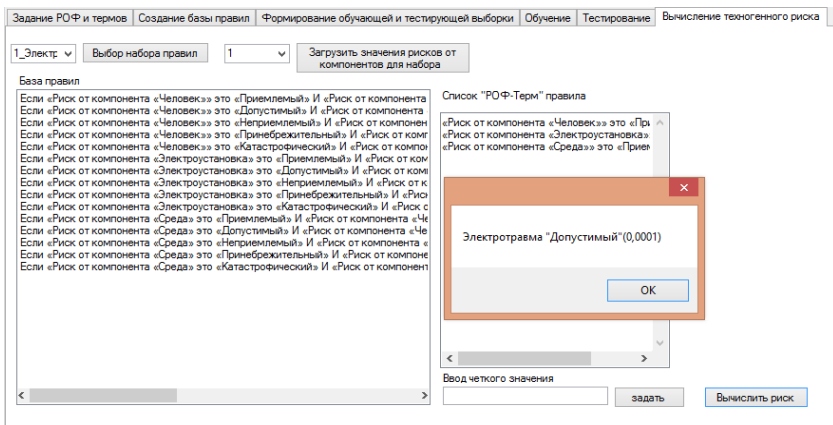 Задание РОФ и термов Создание базы правил Формирование обучающей и тестирующей выборки Обучение Тестирование Вычисление техногенного риска
1_Электр Выбор набора правил 1 Загрузить значения рисков от
компонентов для набора
База правил
Если «Риск от компонента «Человек»» это «Приемлемый» И «Риск от компонента
Если «Риск от компонента «Человек»» это «Допустимый» И «Риск от компонента
Если «Риск от компонента «Человек»» это «Неприемлемый» И «Риск от компонен
Если «Риск от компонента «Человек»» это «Принебрежительный» И «Риск от комг
Если «Риск от компонента «Человек»» это «Катастрофический» И «Риск от компон
Если «Риск от компонента «Электроустановка» это «Приемлемый» И «Риск от ком
Если «Риск от компонента «Электроустановка» это «Допустимый» И «Риск от комп
Если «Риск от компонента «Электроустановка» это «Неприемлемый» И «Риск от к
Если «Риск от компонента «Электроустановка» это «Принебрежительный» И «Риск
Если «Риск от компонента «Электроустановка» это «Катастрофический» И «Риск о
Если «Риск от компонента «Среда» это «Приемлемый» И «Риск от компонента «Че
Если «Риск от компонента «Среда» это «Допустимый» И «Риск от компонента «Че
Если «Риск от компонента «Среда» это «Неприемлемый» И «Риск от компонента «
Если «Риск от компонента «Среда» это «Принебрежительный» И «Риск от компоне
Если «Риск от компонента «Среда» это «Катастрофический» И «Риск от компонент
Список "РОФ-Терм" правила
«Риск от компонента «Человек»» это «При
«Риск от компонента «Электроустановка»
«Риск от компонента «Среда»» это «Прием
Электротравма "Допустимый"(0,0001)
OK
Ввод четкого значения
задать Вычислить риск